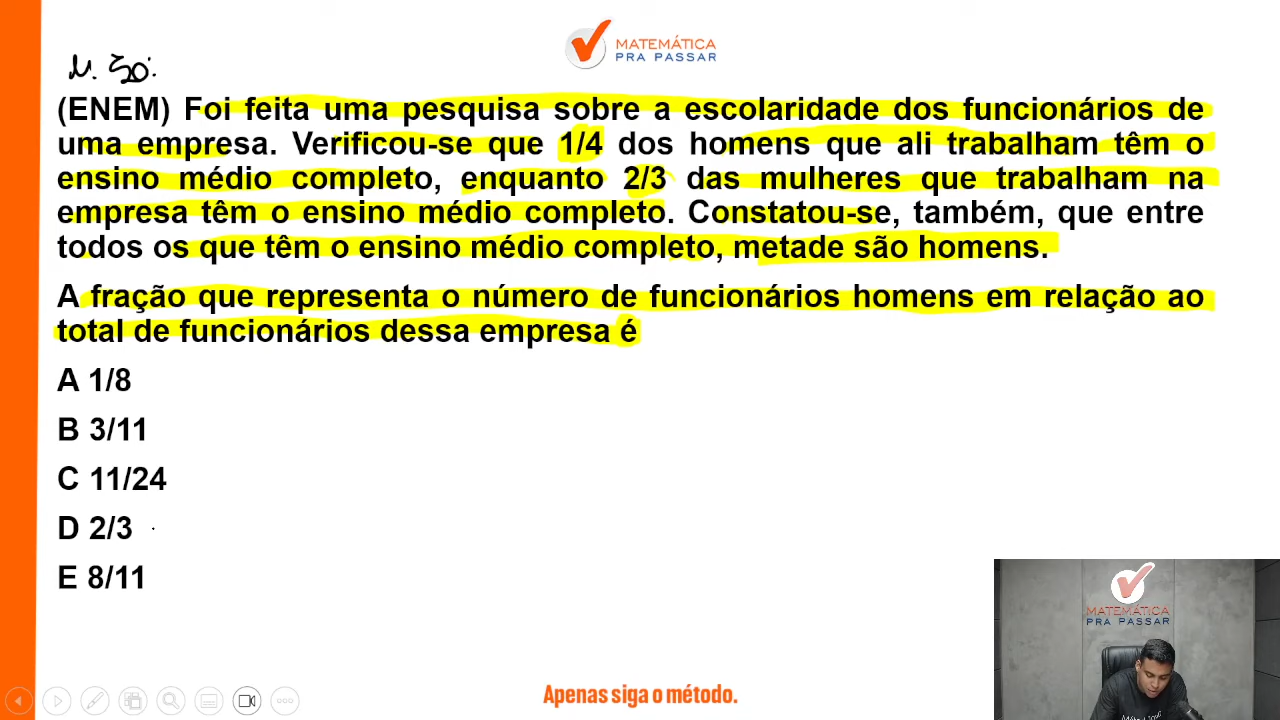 MATEMÁTICA
PRA PASSAR
(ENEM) Foi feita uma pesquisa sobre a escolaridade dos funcionários de
uma empresa. Verificou-se que 1/4 dos homens que ali trabalham têm o
ensino médio completo, enquanto 2/3 das mulheres que trabalham na
empresa têm o ensino médio completo. Constatou-se, também, que entre
todos os que têm o ensino médio completo, metade são homens.
A fração que representa o número de funcionários homens em relação ao
total de funcionários dessa empresa é
A 1/8
B 3/11
C 11/24
D 2/3
E 8/11
MATEMÁTICA
PRA PASSAR
Apenas siga o método.